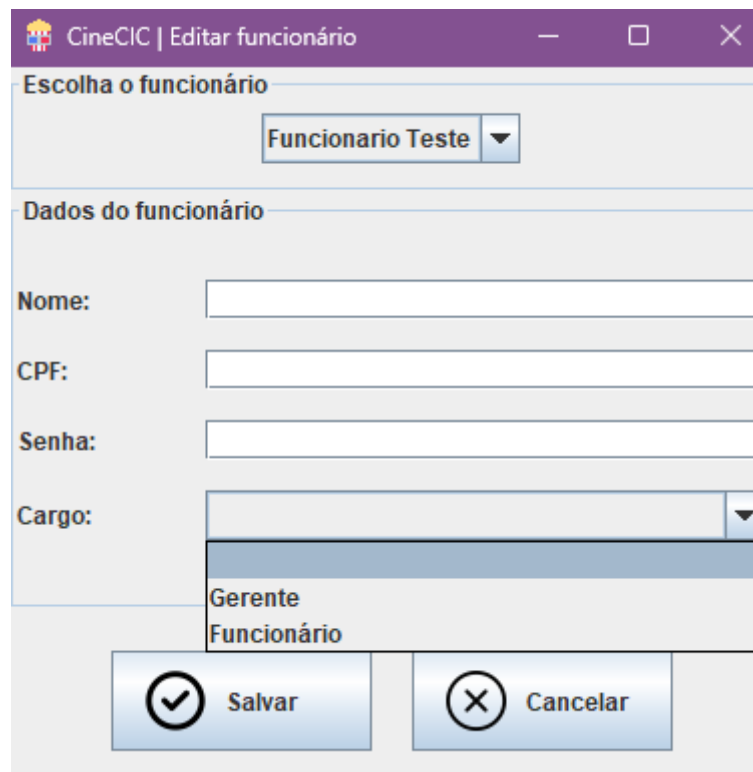 CineCIC | Editar funcionário
Escolha o funcionário
Funcionario Teste
Dados do funcionário
Nome:
CPF:
Senha:
Cargo:
Gerente
Funcionário
Salvar
Cancelar